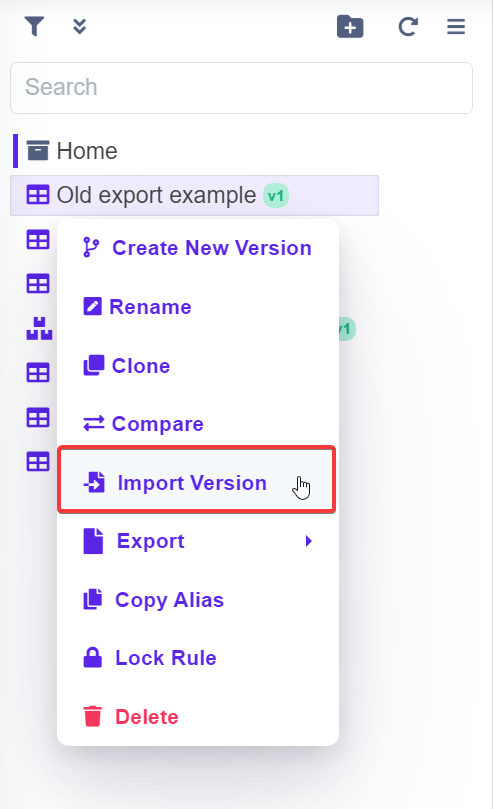 Search
Home
Old export example v1
Create New Version
Rename
v1
Clone
Compare
Import Version
Export
Copy Alias
Lock Rule
Delete